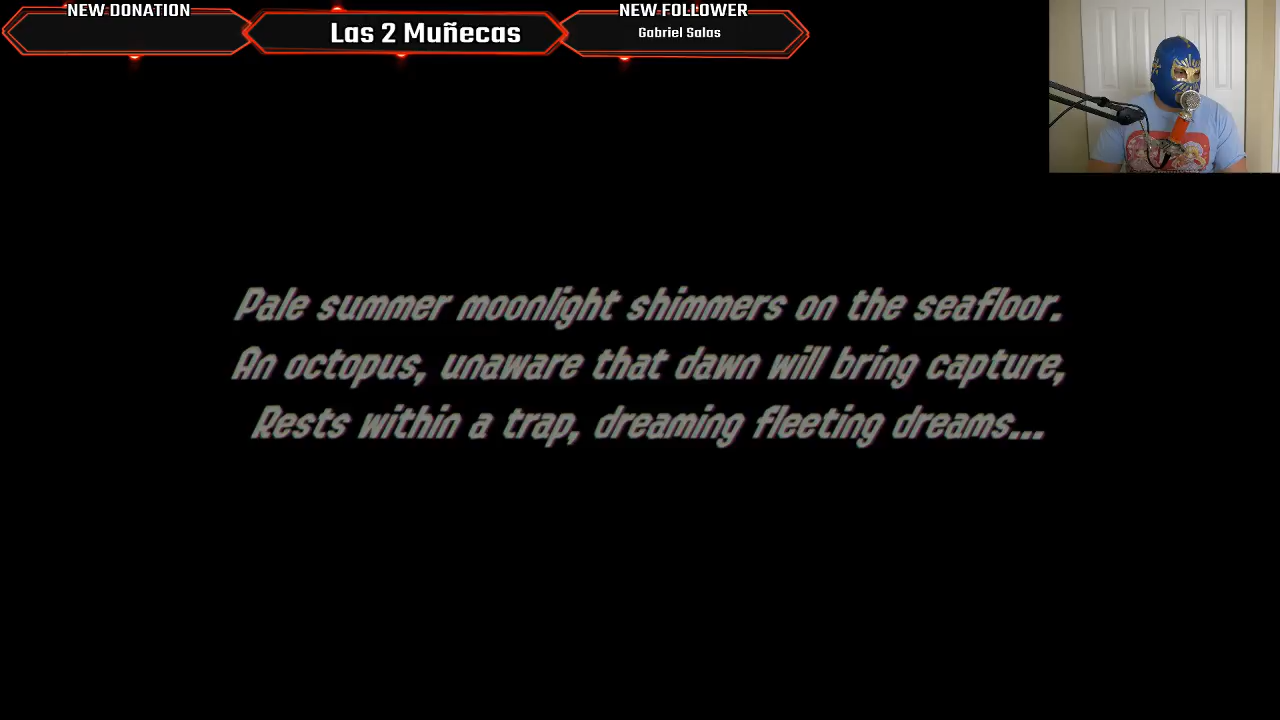 NEW DONATION
Las 2 Muñecas
NEW FOLLOWER
Gabriel Salas
Pale summer moonlight shimmers on the seafloor.
An octopus, unaware that dawn will bring capture,
Rests within a trap, dreaming fleeting dreams...